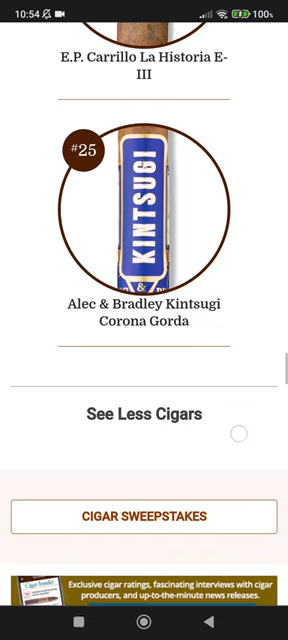 10:54
100%
E.P. Carrillo La Historia E-
III
#25
KINTSUGI
&
Alec & Bradley Kintsugi
Corona Gorda
See Less Cigars
CIGAR SWEEPSTAKES
Cigar Insider
Exclusive cigar ratings, fascinating interviews with cigar
producers, and up-to-the-minute news releases.